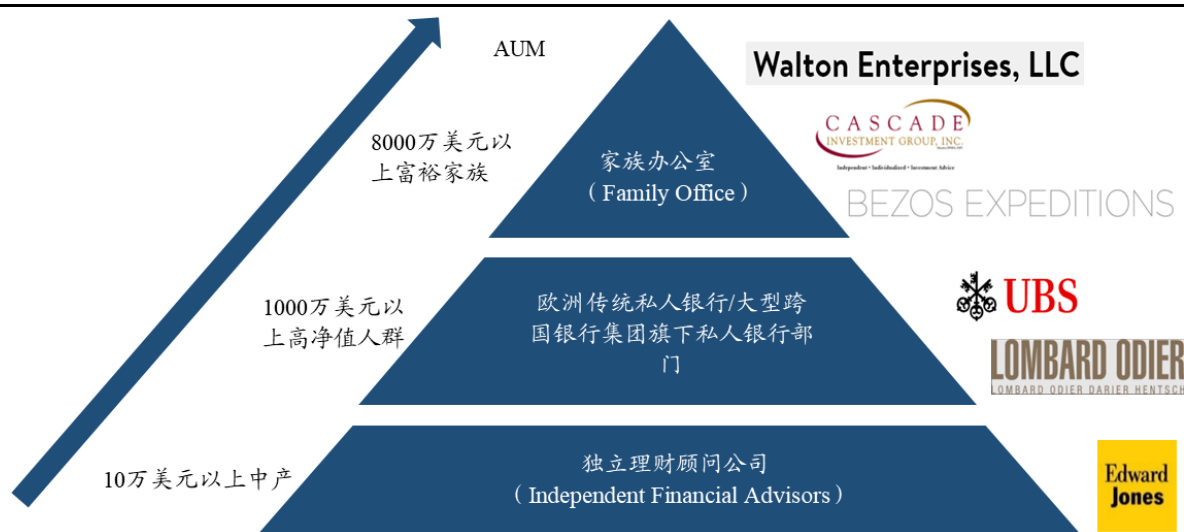 AUM
Walton Enterprises, LLC
CASCADE
INVESTMENT GROUP, INC.
Independent • Individualized • Investment Advice
BEZOS EXPEDITIONS
8000万美元以
上富裕家族
家族办公室
（Family Office）
1000万美元以
上高净值人群
欧洲传统私人银行/大型跨
国银行集团旗下私人银行部
门
UBS
LOMBARD ODIER
LOMBARD ODIER DARIER HENTSCH
10万美元以上中产
独立理财顾问公司
（Independent Financial Advisors）
Edward
Jones